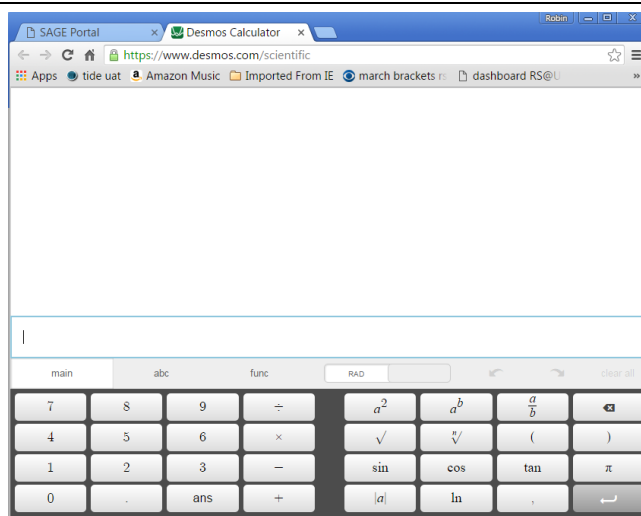 Robin
SAGE Portal × Desmos Calculator ×
https://www.desmos.com/scientific
Apps tide uat a Amazon Music Imported From IE march brackets dashboard RS@U »
main abc func RAD clear all
7 8 9 ÷ a² a^b a/b
4 5 6 × √ ⁿ√ ( )
1 2 3 − sin cos tan π
0 . ans + |a| ln ,